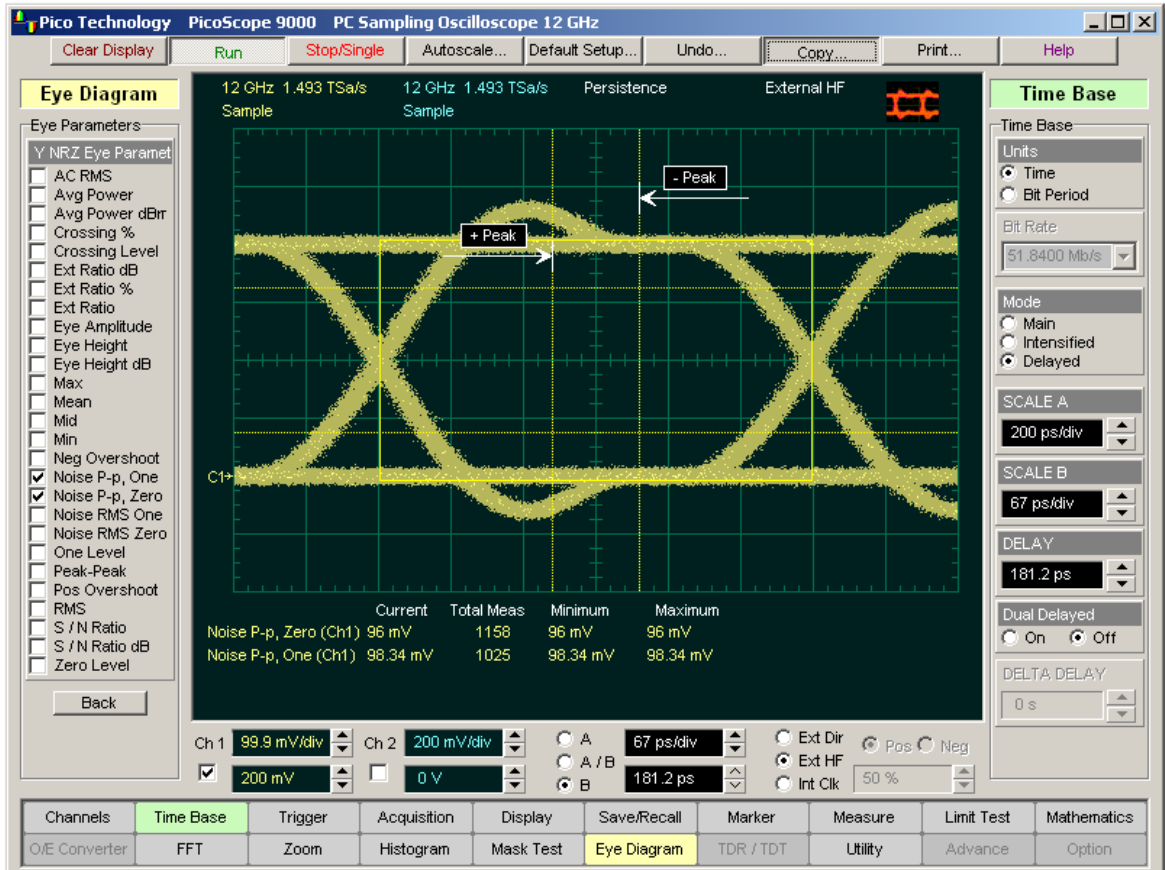 Pico Technology PicoScope 9000 PC Sampling Oscilloscope 12 GHz
Clear Display Run Stop/Single Autoscale... Default Setup... Undo... Copy... Print... Help
Eye Diagram
Eye Parameters
Y NRZ Eye Paramet
AC RMS
Avg Power
Avg Power dBm
Crossing %
Crossing Level
Ext Ratio dB
Ext Ratio %
Ext Ratio
Eye Amplitude
Eye Height
Eye Height dB
Max
Mean
Mid
Min
Neg Overshoot
Noise P-p, One
Noise P-p, Zero
Noise RMS One
Noise RMS Zero
One Level
Peak-Peak
Pos Overshoot
RMS
S / N Ratio
S / N Ratio dB
Zero Level
Back
12 GHz 1.493 TSa/s 12 GHz 1.493 TSa/s Persistence External HF
Sample Sample
- Peak
+ Peak
C1
Current Total Meas Minimum Maximum
Noise P-p, Zero (Ch1) 96 mV 1158 96 mV 96 mV
Noise P-p, One (Ch1) 98.34 mV 1025 98.34 mV 98.34 mV
Time Base
Time Base
Units
Time
Bit Period
Bit Rate
51.8400 Mb/s
Mode
Main
Intensified
Delayed
SCALE A
200 ps/div
SCALE B
67 ps/div
DELAY
181.2 ps
Dual Delayed
On Off
DELTA DELAY
0 s
Ch 1 99.9 mV/div Ch 2 200 mV/div A 67 ps/div Ext Dir Pos Neg
A / B Ext HF
200 mV 0 V B 181.2 ps Int Clk 50 %
Channels Time Base Trigger Acquisition Display Save/Recall Marker Measure Limit Test Mathematics
O/E Converter FFT Zoom Histogram Mask Test Eye Diagram TDR / TDT Utility Advance Option